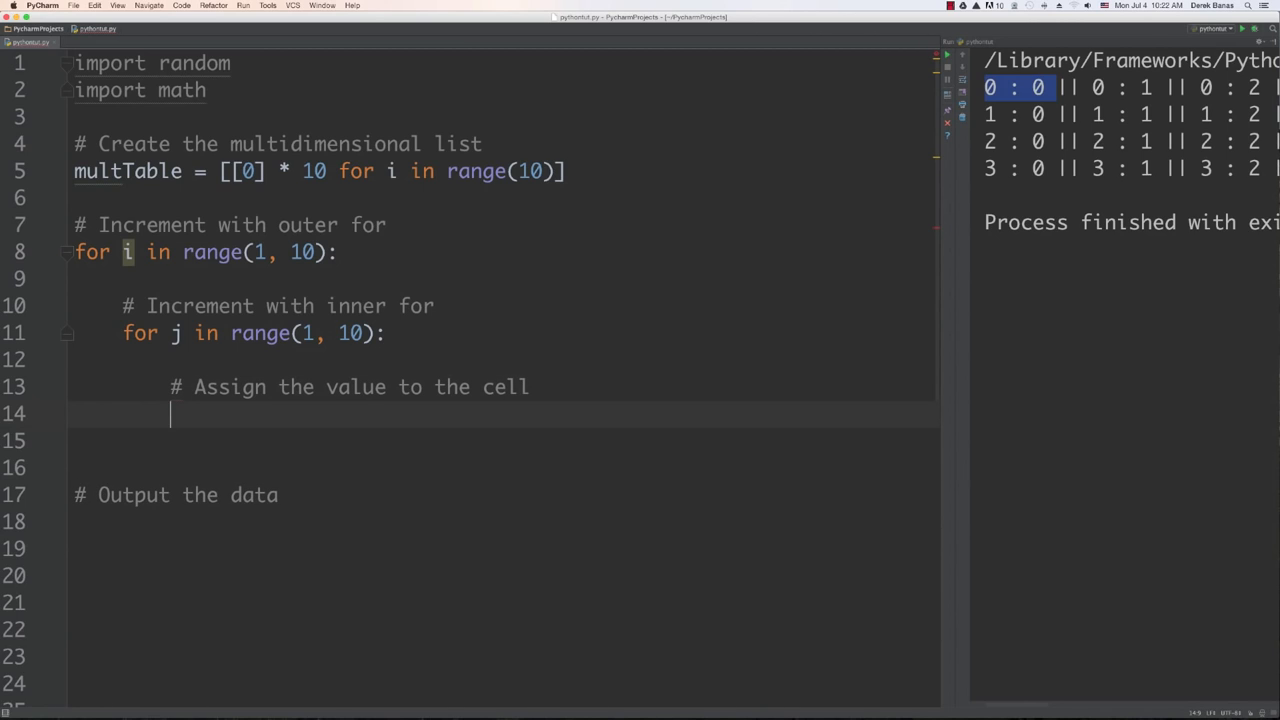 PyCharm File Edit View Navigate Code Refactor Run Tools VCS Window Help 10 Mon Jul 4 10:22 AM Derek Banas
pythontut.py - PycharmProjects - [~/PycharmProjects]
PycharmProjects pythontut.py pythontut
pythontut.py Run: pythontut
1 import random
2 import math
3
4 # Create the multidimensional list
5 multTable = [[0] * 10 for i in range(10)]
6
7 # Increment with outer for
8 for i in range(1, 10):
9
10 # Increment with inner for
11 for j in range(1, 10):
12
13 # Assign the value to the cell
14
15
16
17 # Output the data
18
19
20
21
22
23
24
/Library/Frameworks/Pytho
0 : 0 || 0 : 1 || 0 : 2 |
1 : 0 || 1 : 1 || 1 : 2 |
2 : 0 || 2 : 1 || 2 : 2 |
3 : 0 || 3 : 1 || 3 : 2 |
Process finished with exi
14:9 LF‡ UTF-8‡